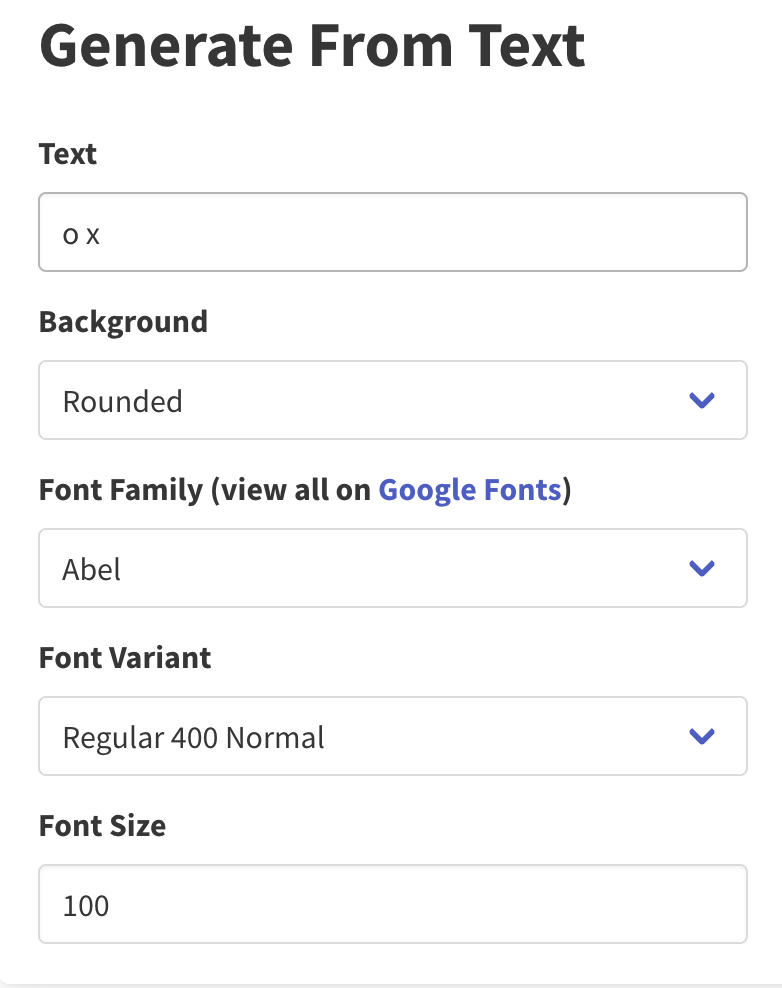 Generate From Text
Text
o x
Background
Rounded
Font Family (view all on Google Fonts)
Abel
Font Variant
Regular 400 Normal
Font Size
100